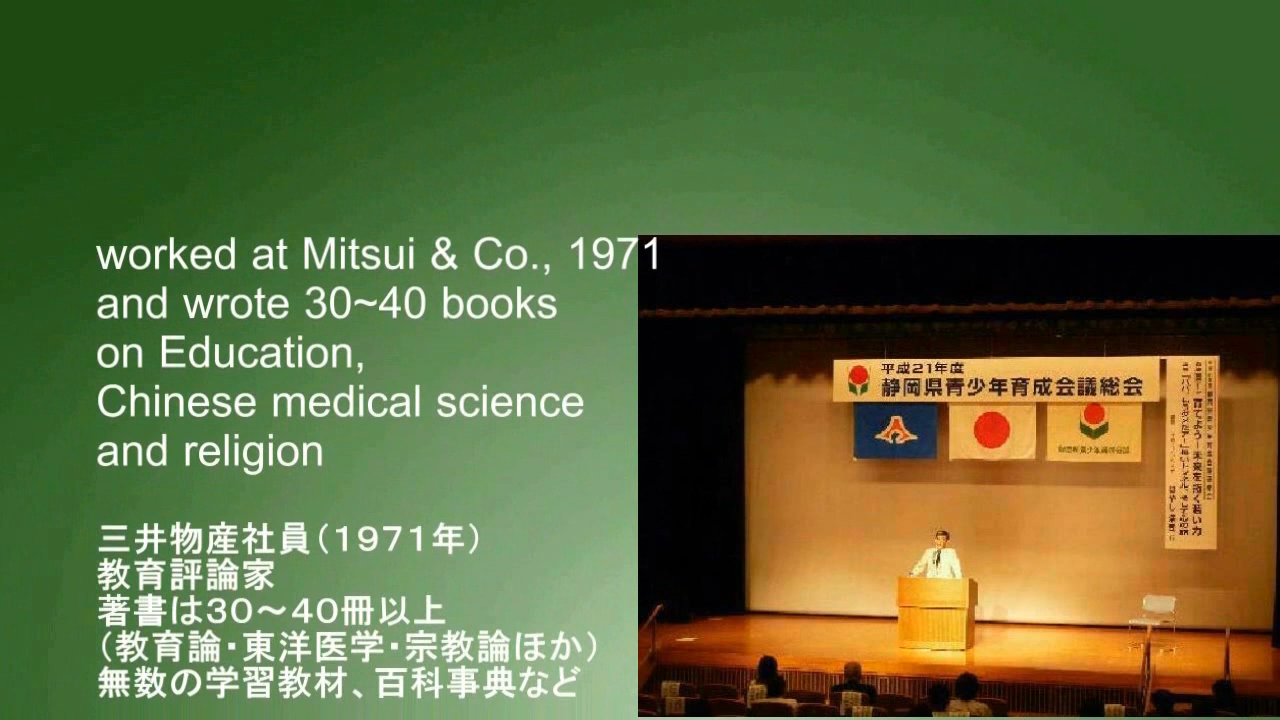 worked at Mitsui & Co., 1971
and wrote 30~40 books
on Education,
Chinese medical science
and religion
三井物産社員（１９７１年）
教育評論家
著書は３０～４０冊以上
（教育論・東洋医学・宗教論ほか）
無数の学習教材、百科事典など
平成21年度
静岡県青少年育成会議総会